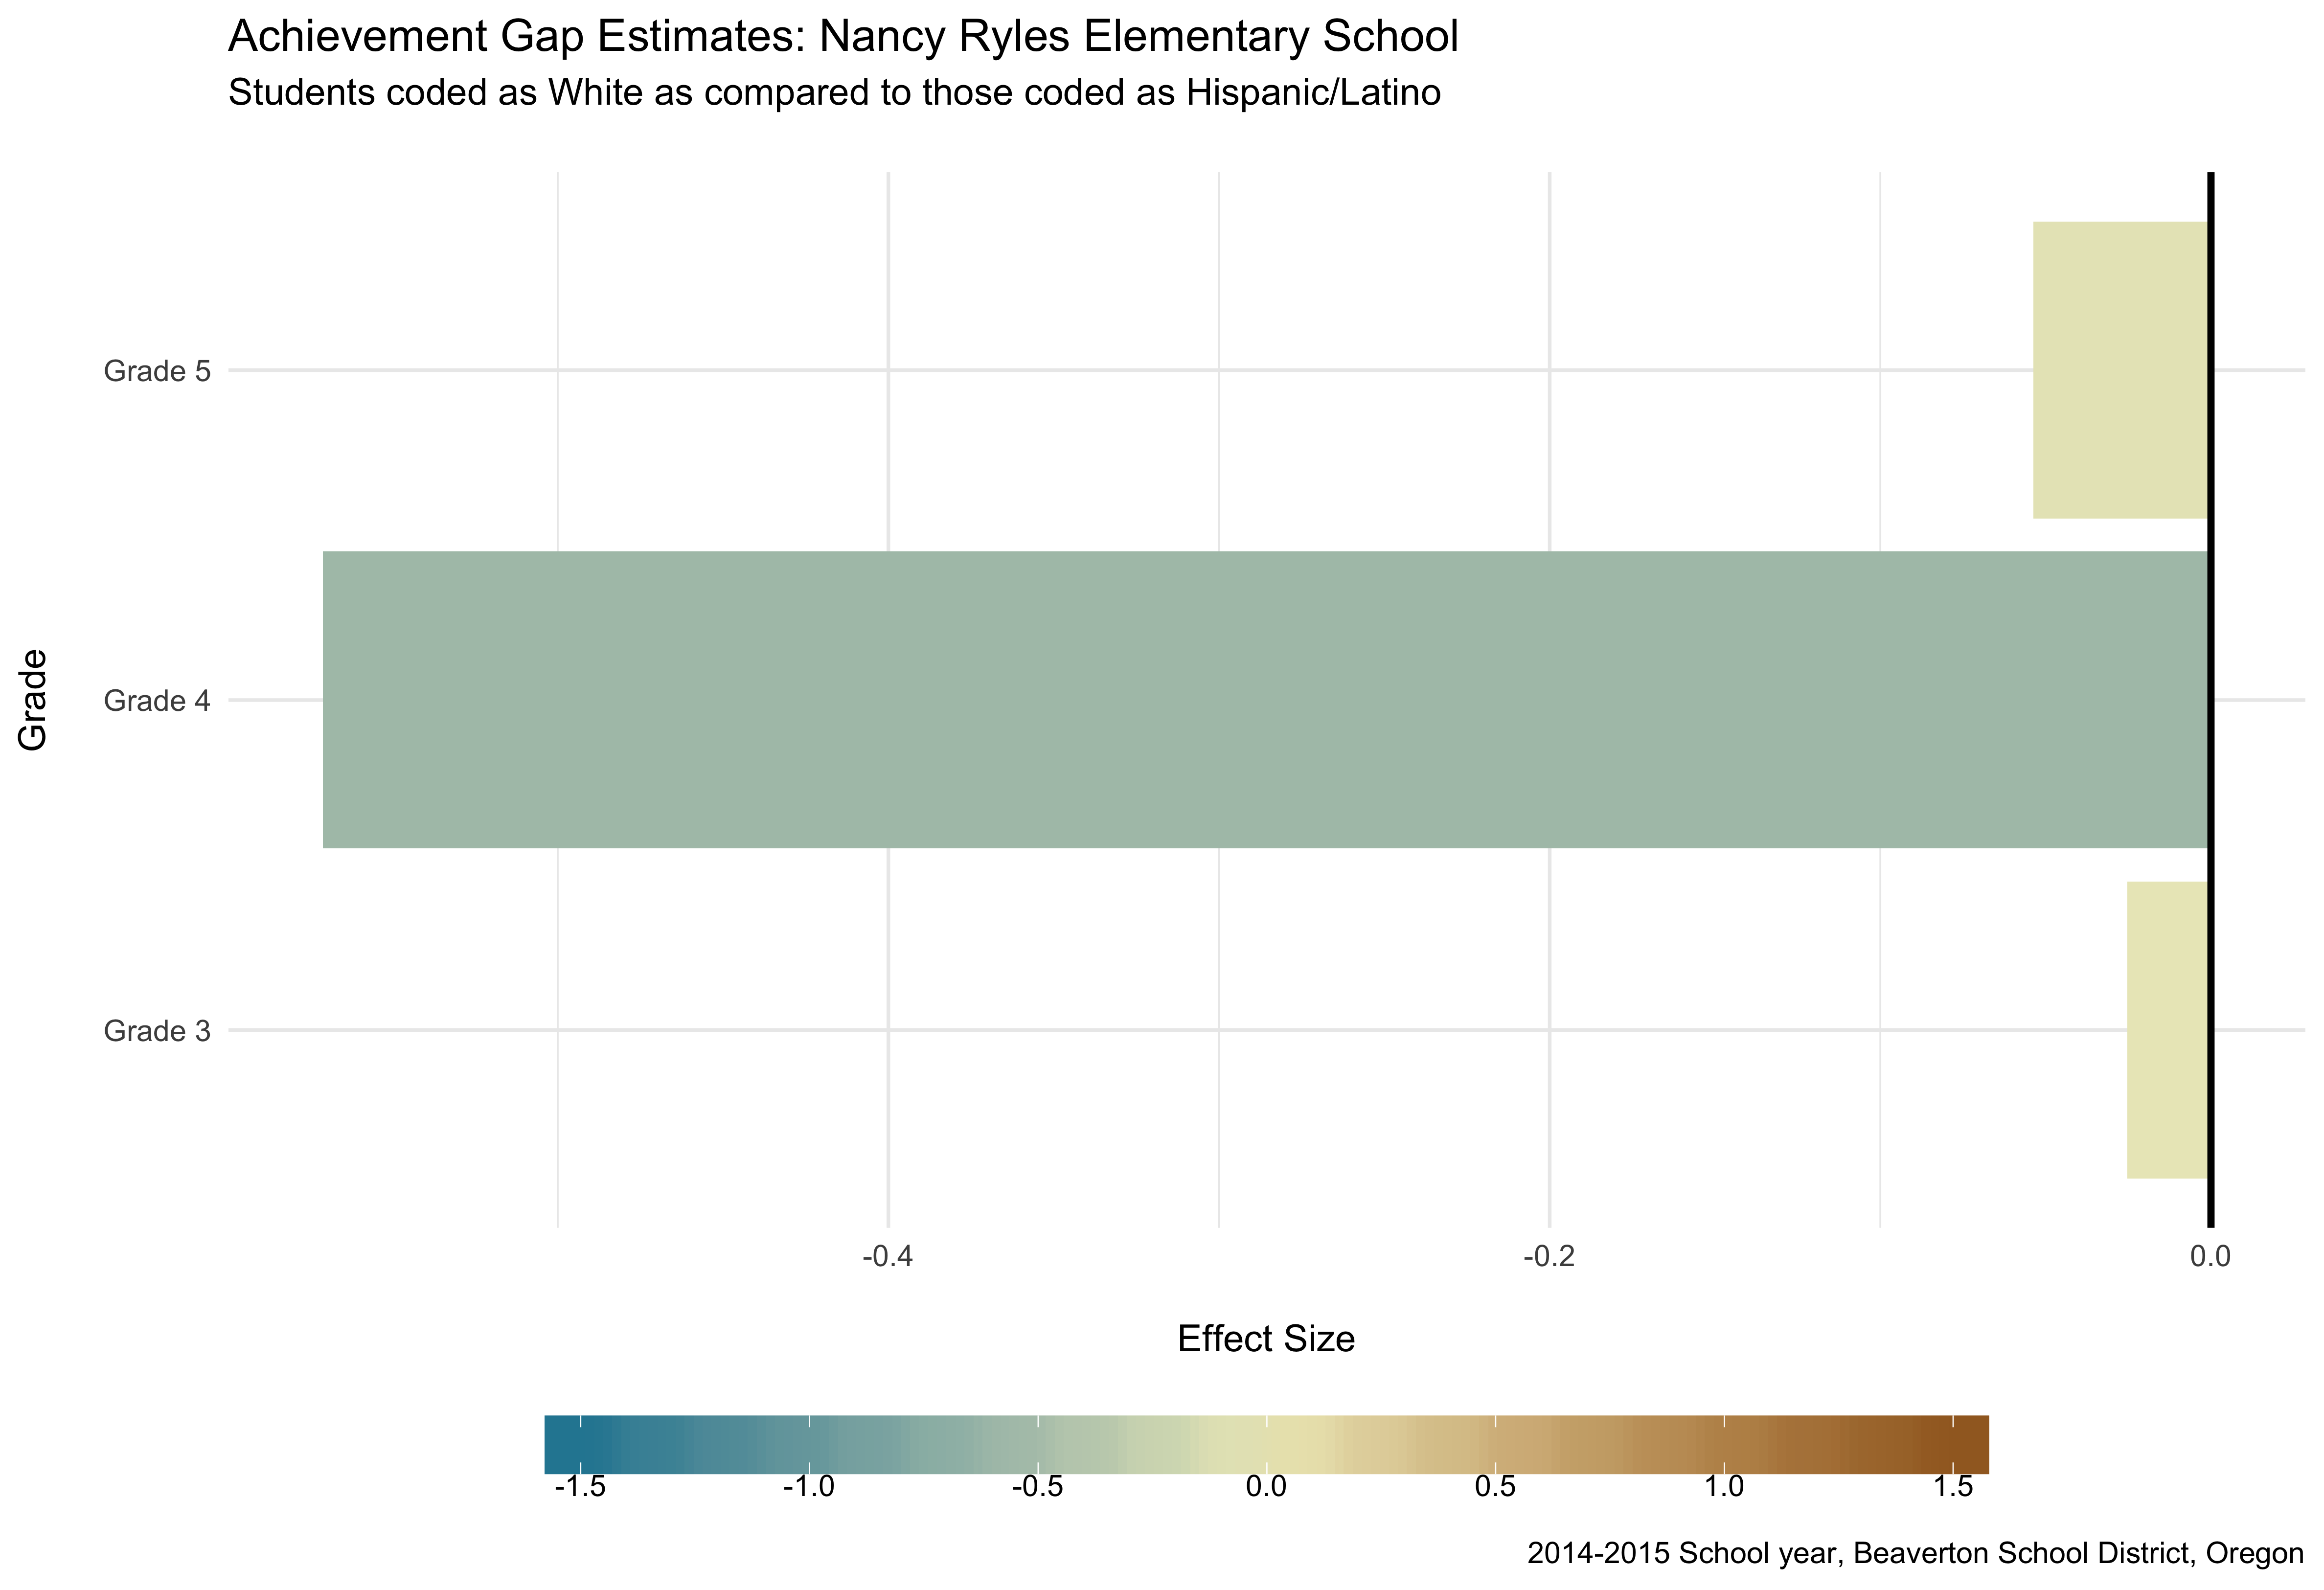 Achievement Gap Estimates: Nancy Ryles Elementary School
Students coded as White as compared to those coded as Hispanic/Latino
Grade
Grade 5
Grade 4
Grade 3
-0.4 -0.2 0.0
Effect Size
-1.5 -1.0 -0.5 0.0 0.5 1.0 1.5
2014-2015 School year, Beaverton School District, Oregon